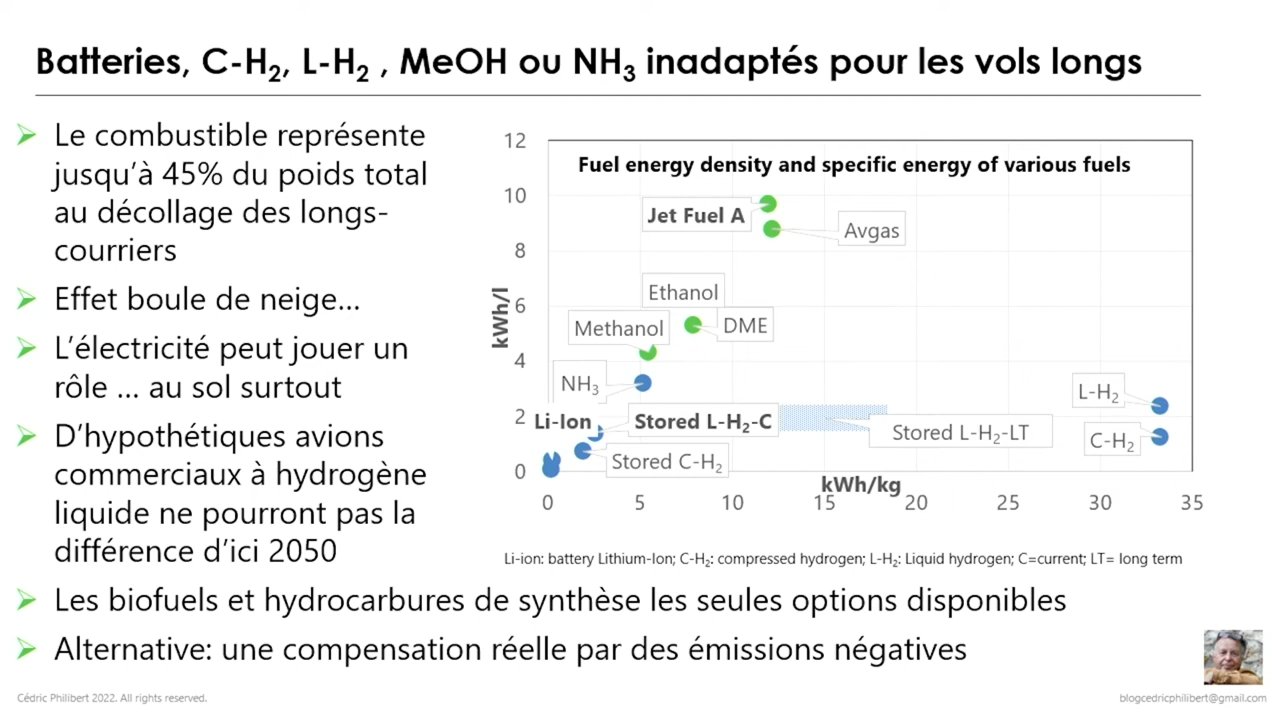 Batteries, C-H₂, L-H₂ , MeOH ou NH₃ inadaptés pour les vols longs
Le combustible représente
jusqu’à 45% du poids total
au décollage des longs-
courriers
Effet boule de neige…
L’électricité peut jouer un
rôle … au sol surtout
D’hypothétiques avions
commerciaux à hydrogène
liquide ne pourront pas la
différence d’ici 2050
Les biofuels et hydrocarbures de synthèse les seules options disponibles
Alternative: une compensation réelle par des émissions négatives
Fuel energy density and specific energy of various fuels
kWh/l
12
10
8
6
4
2
0
Jet Fuel A
Avgas
Ethanol
Methanol
DME
NH₃
Li-Ion
Stored L-H₂-C
Stored L-H₂-LT
Stored C-H₂
L-H₂
C-H₂
kWh/kg
0 5 10 15 20 25 30 35
Li-ion: battery Lithium-Ion; C-H₂: compressed hydrogen; L-H₂: Liquid hydrogen; C=current; LT= long term
Cédric Philibert 2022. All rights reserved.
blogcedricphilibert@gmail.com